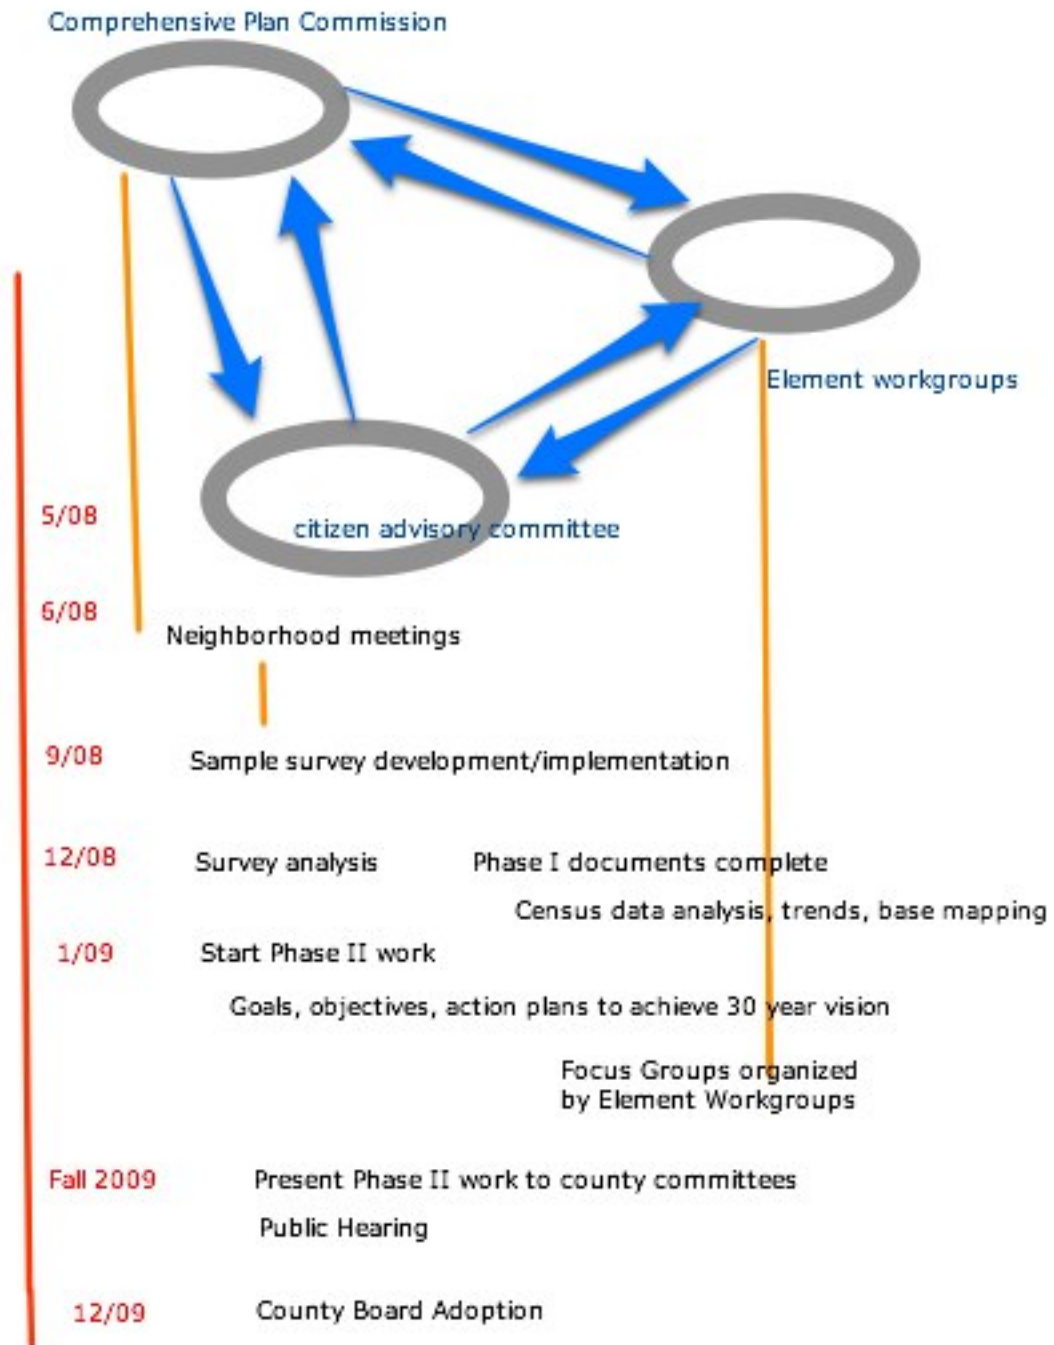 Comprehensive Plan Commission
Element workgroups
5/08
citizen advisory committee
6/08
Neighborhood meetings
9/08
Sample survey development/implementation
12/08
Survey analysis
Phase I documents complete
Census data analysis, trends, base mapping
1/09
Start Phase II work
Goals, objectives, action plans to achieve 30 year vision
Focus Groups organized
by Element Workgroups
Fall 2009
Present Phase II work to county committees
Public Hearing
12/09
County Board Adoption